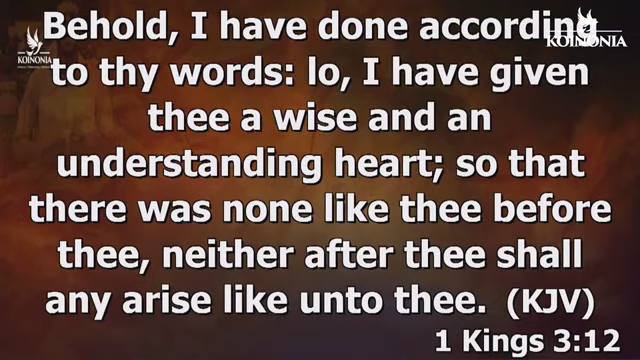 Behold, I have done according
KOINONIA
KOINONIA
to thy words: lo, I have given
thee a wise and an
understanding heart; so that
there was none like thee before
thee, neither after thee shall
any arise like unto thee. (KJV)
1 Kings 3:12